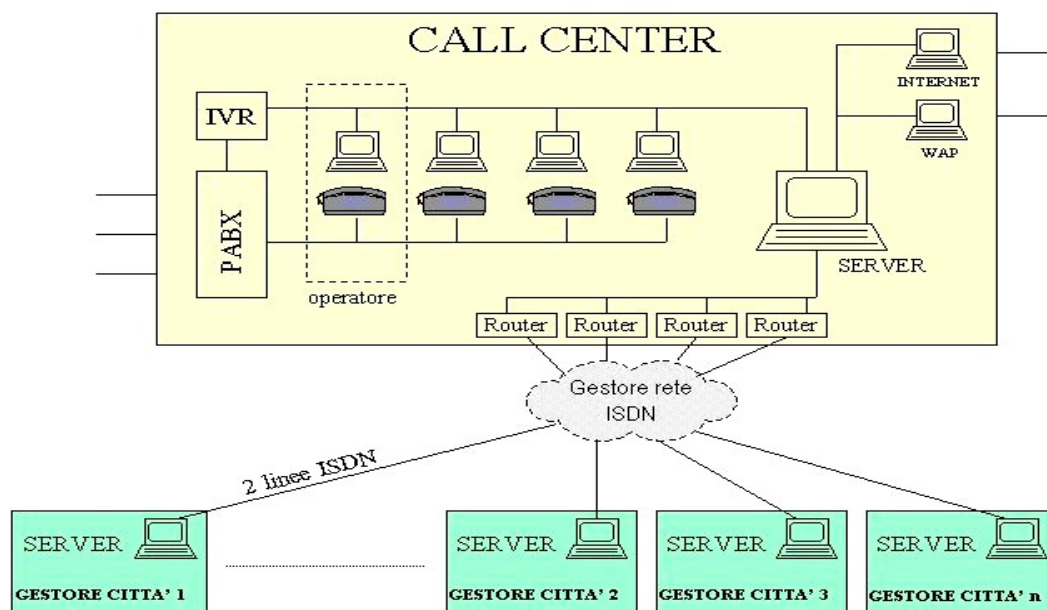 CALL CENTER
INTERNET
WAP
IVR
PABX
operatore
SERVER
Router
Router
Router
Router
Gestore rete
ISDN
2 linee ISDN
SERVER
GESTORE CITTA' 1
SERVER
GESTORE CITTA' 2
SERVER
GESTORE CITTA' 3
SERVER
GESTORE CITTA' n